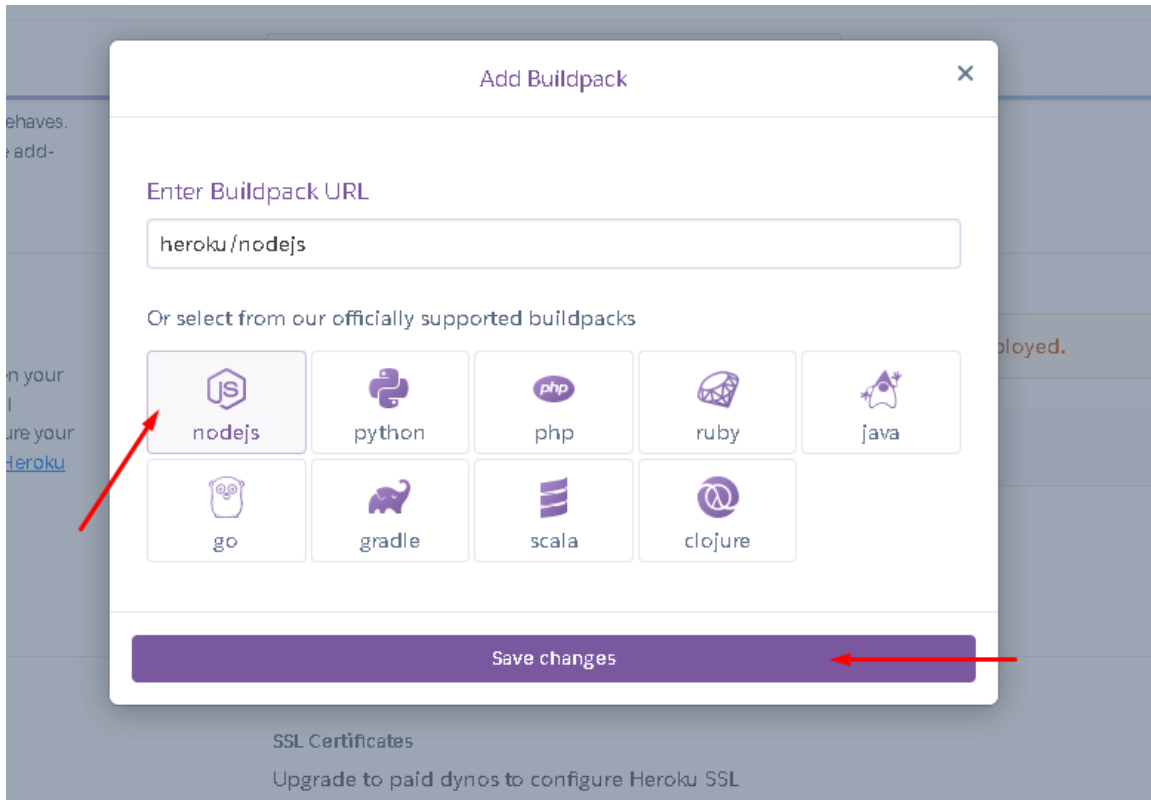 Add Buildpack
ehaves.
add-
Enter Buildpack URL
heroku/nodejs
Or select from our officially supported buildpacks
JS
php
nodejs
python
php
ruby
java
go
gradle
scala
clojure
n your
ure your
Heroku
ployed.
Save changes
SSL Certificates
Upgrade to paid dynos to configure Heroku SSL